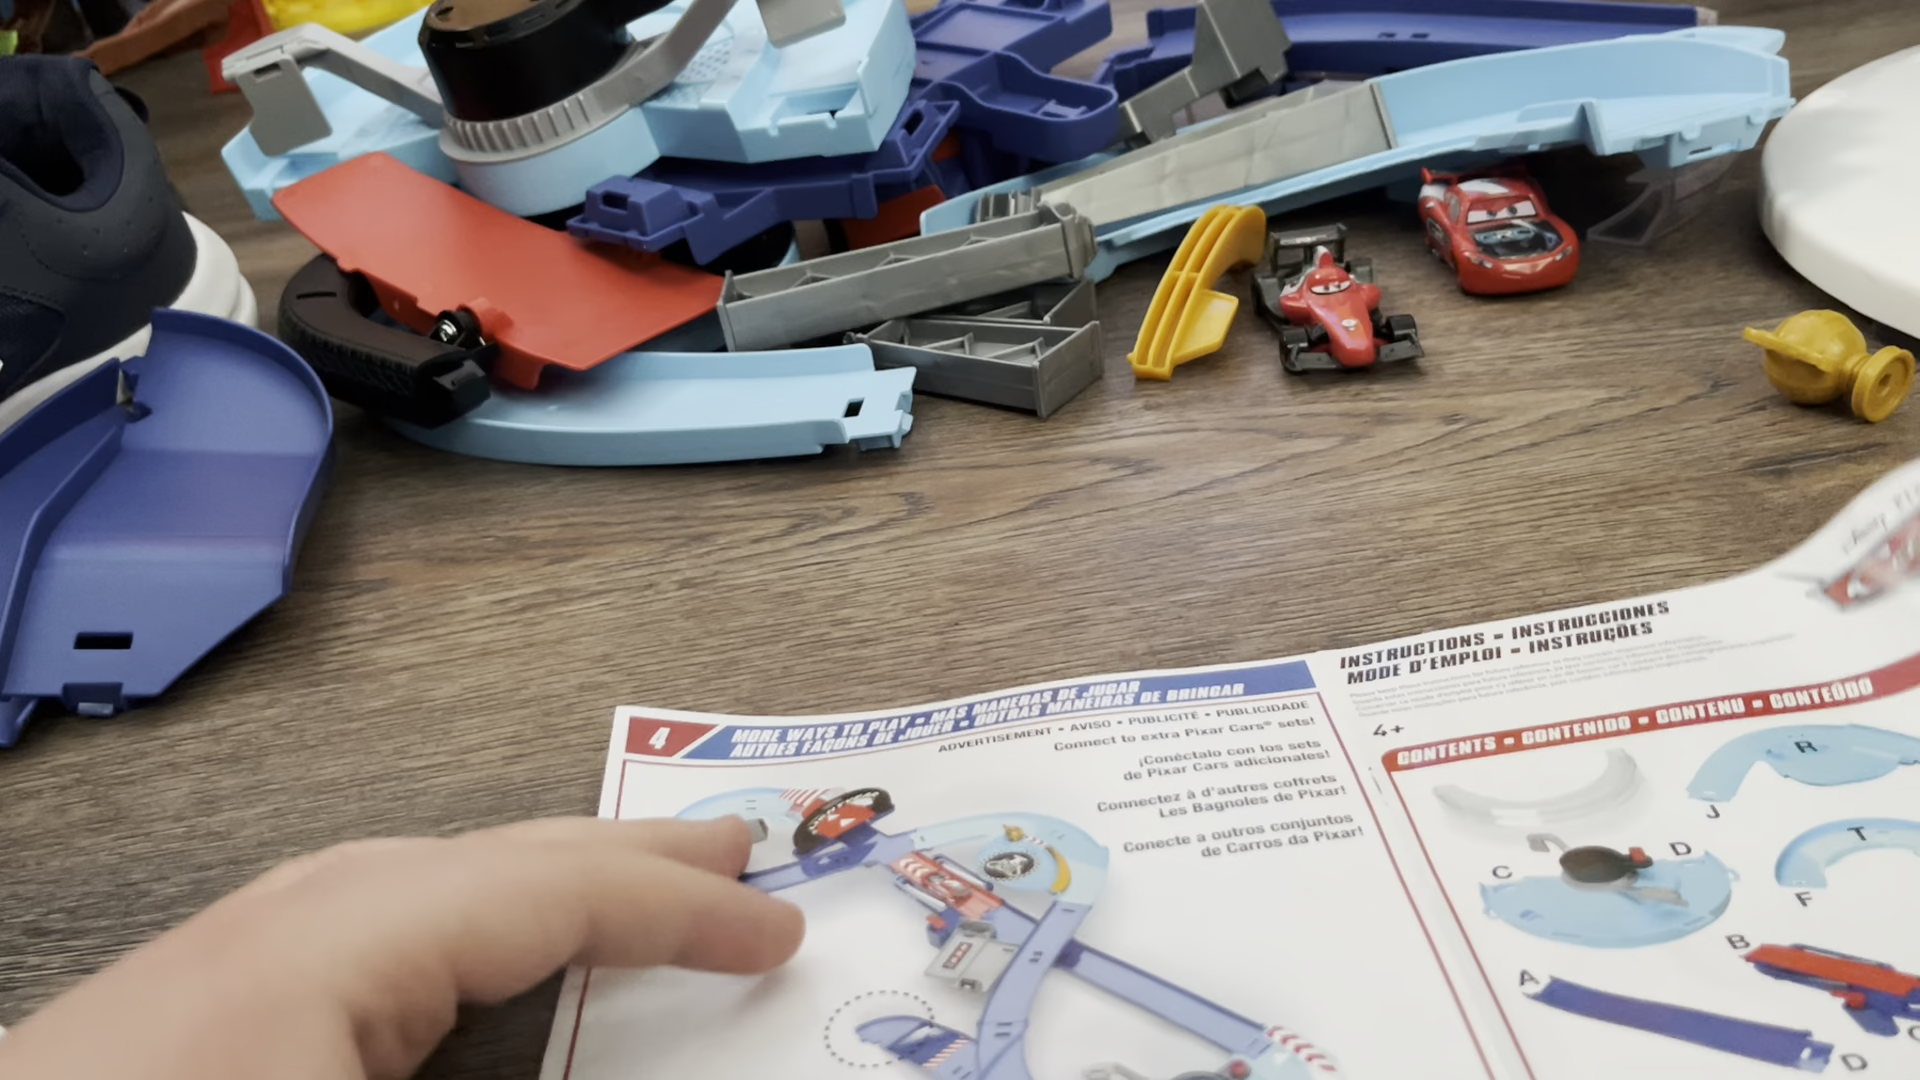 4
MORE WAYS TO PLAY • MÁS MANERAS DE JUGAR
AUTRES FAÇONS DE JOUER • OUTRAS MANEIRAS DE BRINCAR
ADVERTISEMENT • AVISO • PUBLICITÉ • PUBLICIDADE
Connect to extra Pixar Cars® sets!
¡Conéctalo con los sets
de Pixar Cars adicionales!
Connectez à d'autres coffrets
Les Bagnoles de Pixar!
Conecte a outros conjuntos
de Carros da Pixar!
INSTRUCTIONS • INSTRUCCIONES
MODE D'EMPLOI • INSTRUÇÕES
4+
CONTENTS • CONTENIDO • CONTENU • CONTEÚDO
R
J
D
C
T
F
B
A
D